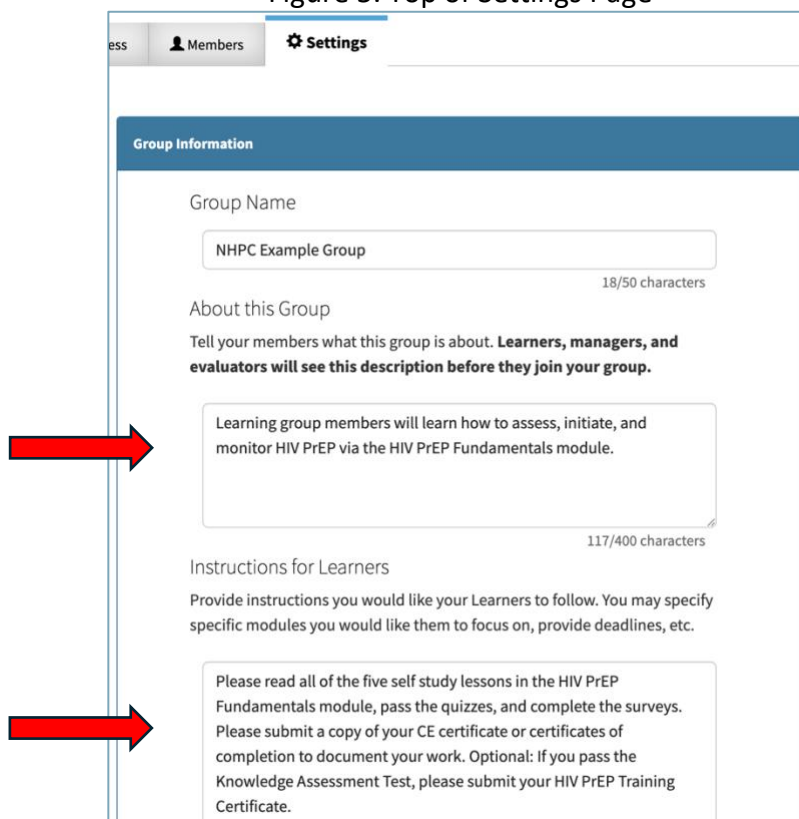 Figure 3: Top of Settings Page
ess Members Settings
Group Information
Group Name
NHPC Example Group
18/50 characters
About this Group
Tell your members what this group is about. Learners, managers, and
evaluators will see this description before they join your group.
Learning group members will learn how to assess, initiate, and
monitor HIV PrEP via the HIV PrEP Fundamentals module.
117/400 characters
Instructions for Learners
Provide instructions you would like your Learners to follow. You may specify
specific modules you would like them to focus on, provide deadlines, etc.
Please read all of the five self study lessons in the HIV PrEP
Fundamentals module, pass the quizzes, and complete the surveys.
Please submit a copy of your CE certificate or certificates of
completion to document your work. Optional: If you pass the
Knowledge Assessment Test, please submit your HIV PrEP Training
Certificate.